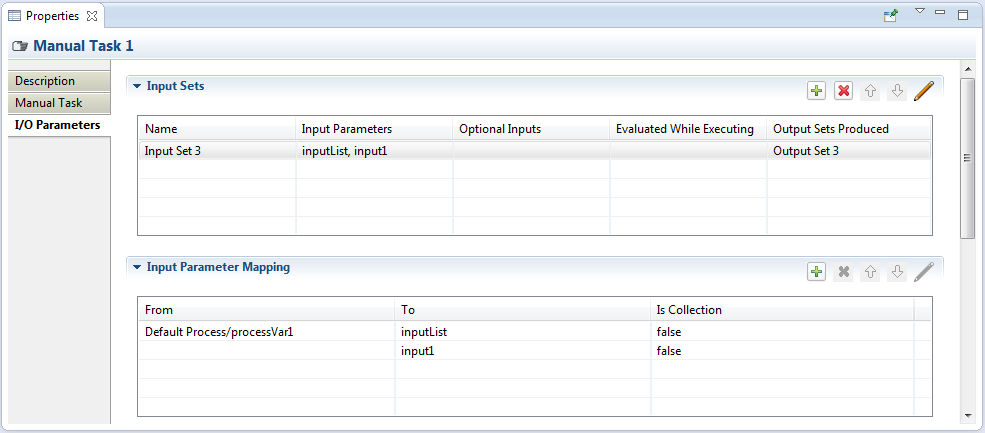 Properties
Manual Task 1
Description
Manual Task
I/O Parameters
Input Sets
Name Input Parameters Optional Inputs Evaluated While Executing Output Sets Produced
Input Set 3 inputList, input1 Output Set 3
Input Parameter Mapping
From To Is Collection
Default Process/processVar1 inputList false
input1 false